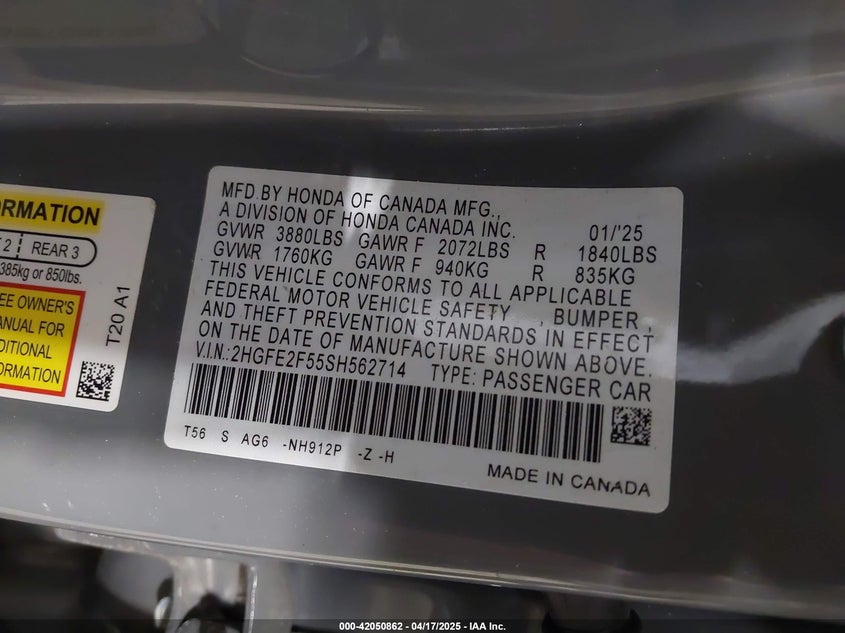 ORMATION
2 REAR 3
385kg or 850lbs.
EE OWNER'S
ANUAL FOR
DDITIONAL
FORMATION
T20 A1
MFD.BY HONDA OF CANADA MFG.,
A DIVISION OF HONDA CANADA INC. 01/'25
GVWR 3880LBS GAWR F 2072LBS R 1840LBS
GVWR 1760KG GAWR F 940KG R 835KG
THIS VEHICLE CONFORMS TO ALL APPLICABLE
FEDERAL MOTOR VEHICLE SAFETY , BUMPER ,
AND THEFT PREVENTION STANDARDS IN EFFECT
ON THE DATE OF MANUFACTURE SHOWN ABOVE.
V.I.N.:2HGFE2F55SH562714 TYPE: PASSENGER CAR
T56 S AG6 -NH912P -Z -H
MADE IN CANADA
000-42050862 - 04/17/2025 - IAA Inc.